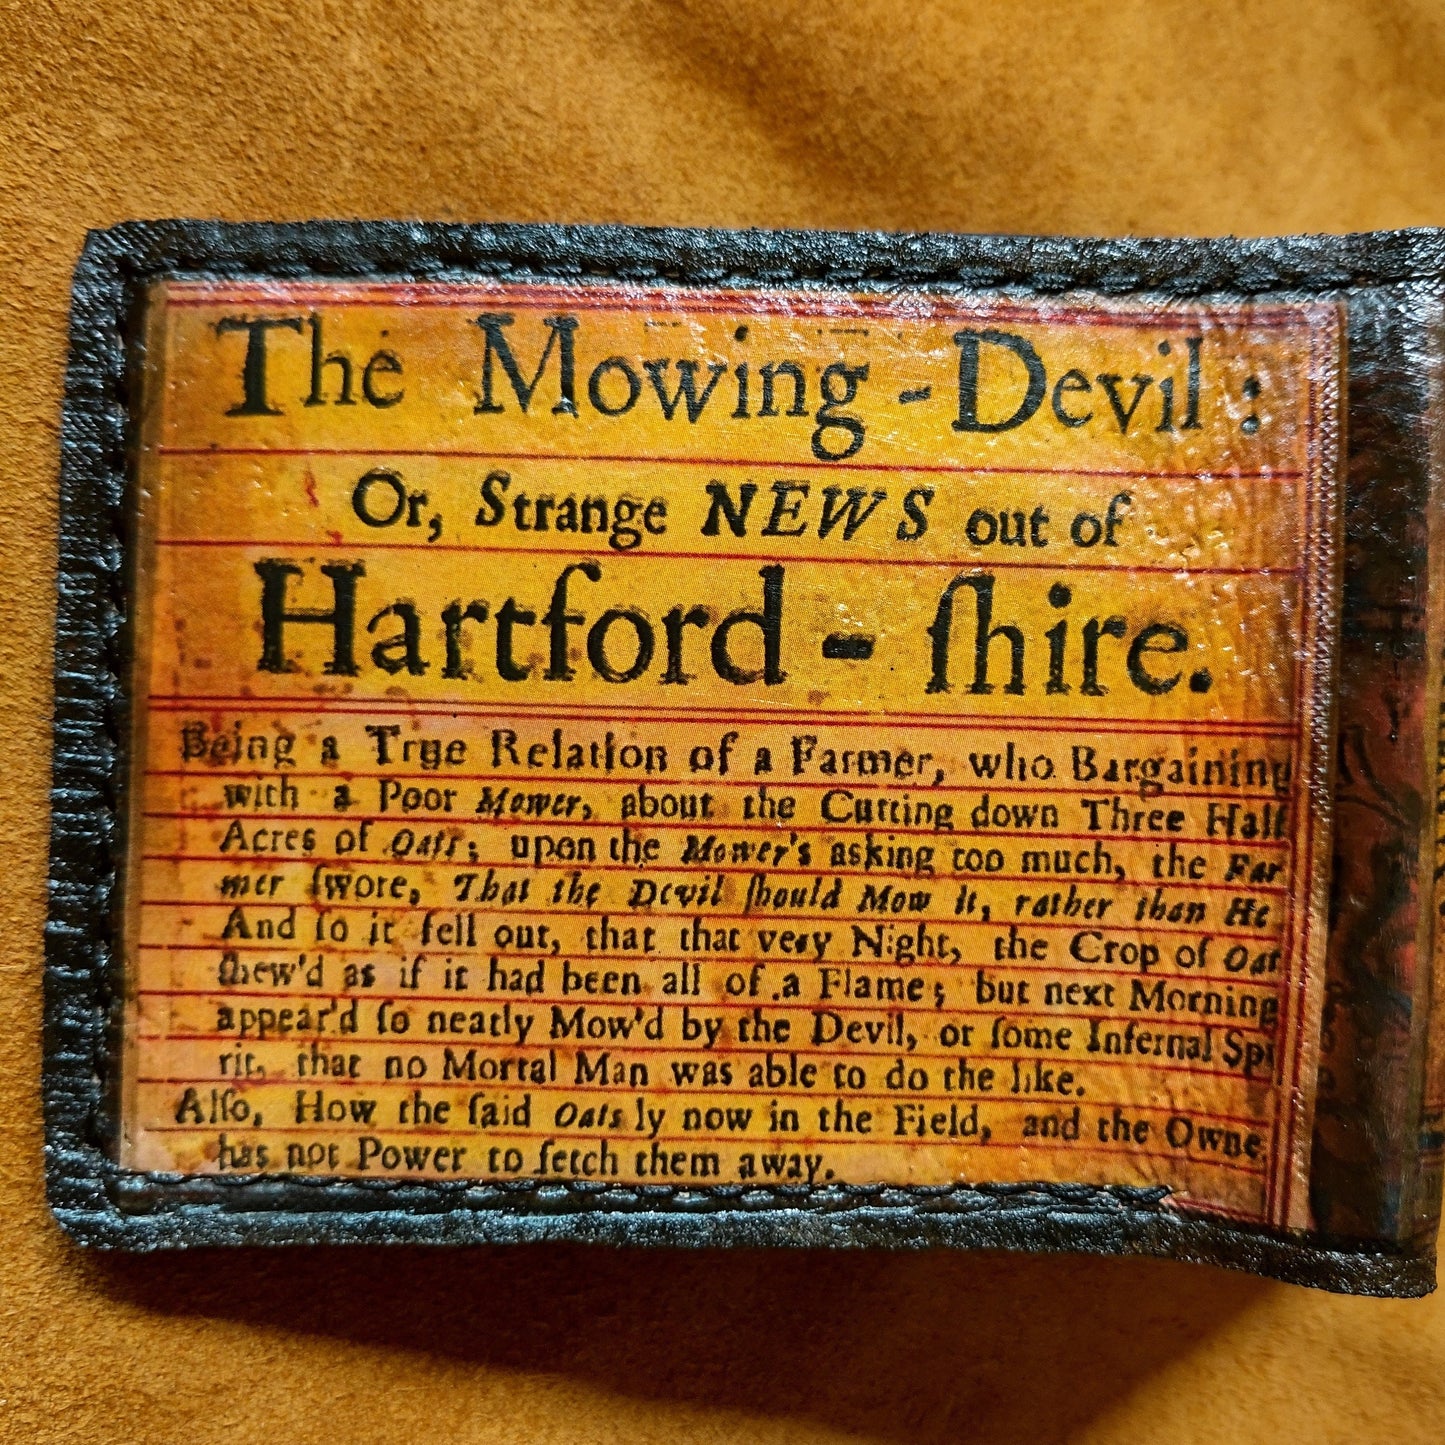 The Mowing-Devil:
Or, Strange NEWS out of
Hartford-ſhire.
Being a True Relation of a Farmer, who Bargaining
with a Poor Mower, about the Cutting down Three Half
Acres of Oats; upon the Mower's asking too much, the Far
mer ſwore, That the Devil ſhould Mow it, rather than He
And ſo it fell out, that that very Night, the Crop of Oat
ſhew'd as if it had been all of a Flame; but next Morning
appear'd ſo neatly Mow'd by the Devil, or ſome Infernal Spi
rit, that no Mortal Man was able to do the like.
Alſo, How the ſaid Oats ly now in the Field, and the Owne
has not Power to fetch them away.